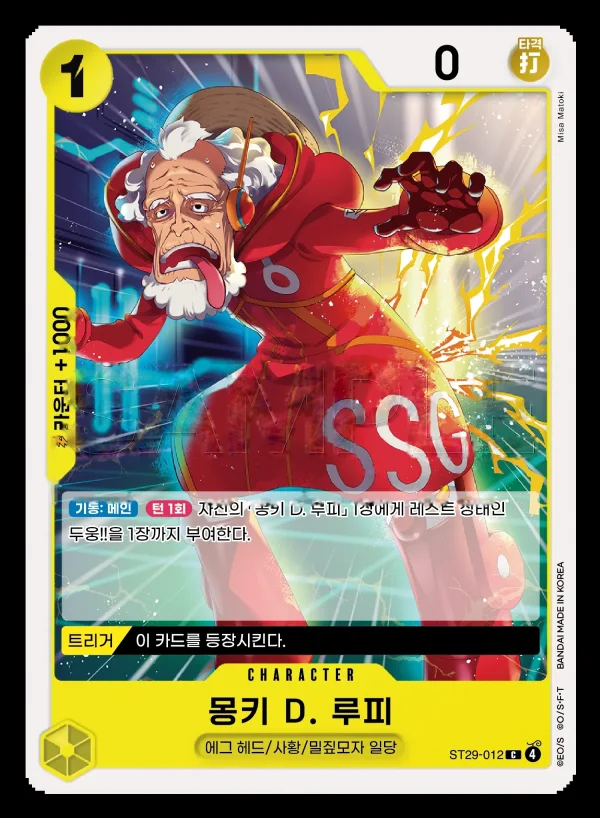 1
0
타격
打
Misa Matoki
카운터 +1000
SAMPLE
SSG
기동: 메인 턴 1회 자신의 「몽키 D. 루피」 1장에게 레스트 상태인
두웅!!을 1장까지 부여한다.
트리거 이 카드를 등장시킨다.
CHARACTER
몽키 D. 루피
에그 헤드/사황/밀짚모자 일당
ST29-012 C 4
©EO/S ©O/S·F·T BANDAI MADE IN KOREA